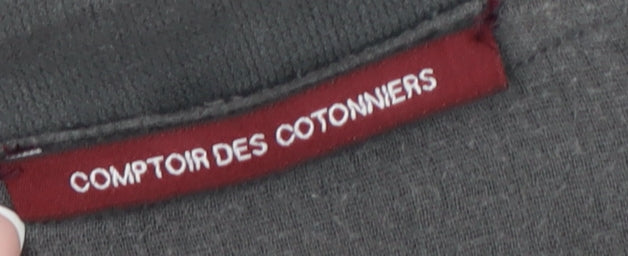 COMPTOIR DES COTONNIERS